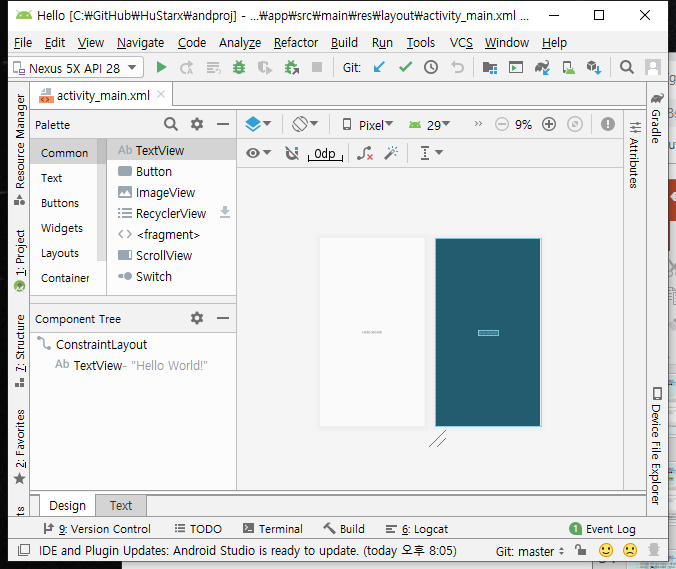 Hello [C:₩GitHub₩HuStarx₩andproj] - ...₩app₩src₩main₩res₩layout₩activity_main.xml ...
File Edit View Navigate Code Analyze Refactor Build Run Tools VCS Window Help
Nexus 5X API 28 Git:
activity_main.xml
Resource Manager
1: Project
7: Structure
2: Favorites
Palette
Common
Text
Buttons
Widgets
Layouts
Container
Ab TextView
Button
ImageView
RecyclerView
<fragment>
ScrollView
Switch
Pixel 29 9%
0dp
Component Tree
ConstraintLayout
Ab TextView- "Hello World!"
Attributes
Gradle
Device File Explorer
Design Text
9: Version Control TODO Terminal Build 6: Logcat 1 Event Log
IDE and Plugin Updates: Android Studio is ready to update. (today 오후 8:05) Git: master